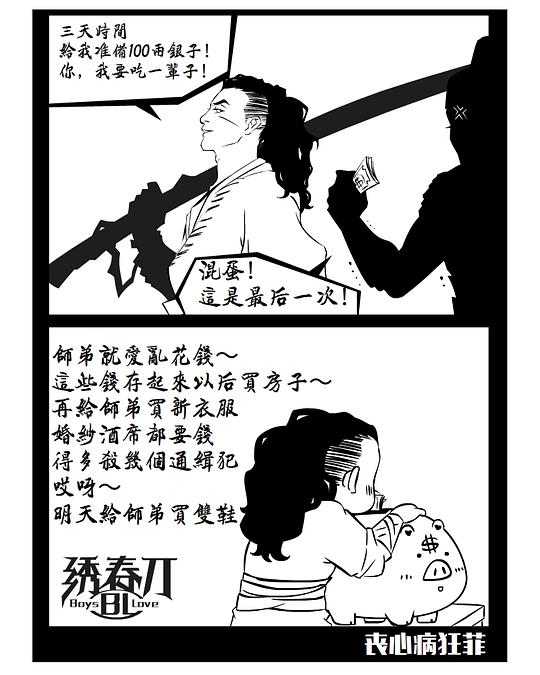 三天時間
給我准備100兩銀子!
你,我要吃一輩子!
混蛋!
這是最后一次!
師弟就愛亂花錢～
這些錢存起來以后買房子～
再給師弟買新衣服
婚紗酒席都要錢
得多殺幾個通緝犯
哎呀～
明天給師弟買雙鞋
$
綉春刀
Boys BL Love
丧心病狂菲